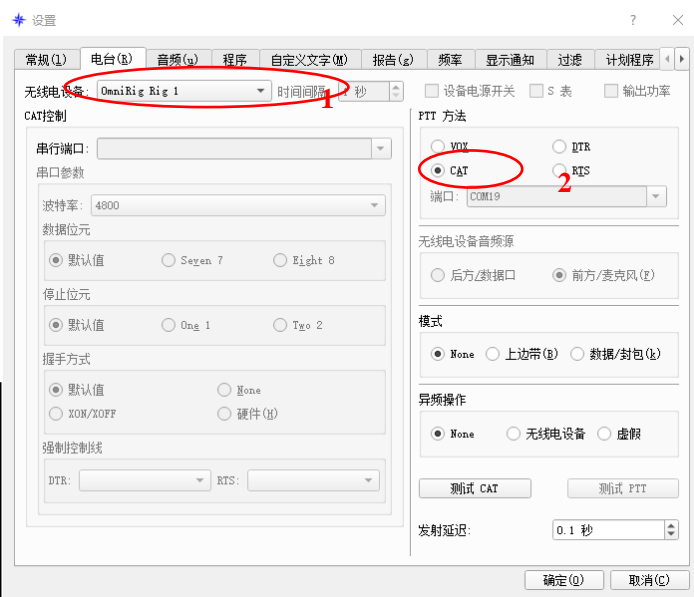 设置
常规(1) 电台(R) 音频(u) 程序 自定义文字(M) 报告(g) 频率 显示通知 过滤 计划程序
无线电设备: OmniRig Rig 1 时间间隔: 1 秒 设备电源开关 S 表 输出功率
1
CAT控制
串行端口:
串口参数
波特率: 4800
数据位元
默认值 Seven 7 Eight 8
停止位元
默认值 One 1 Two 2
握手方式
默认值 None
XON/XOFF 硬件(H)
强制控制线
DTR: RTS:
PTT 方法
VOX DTR
CAT RTS
2
端口: COM19
无线电设备音频源
后方/数据口 前方/麦克风(F)
模式
None 上边带(B) 数据/封包(k)
异频操作
None 无线电设备 虚假
测试 CAT 测试 PTT
发射延迟: 0.1 秒
确定(O) 取消(C)